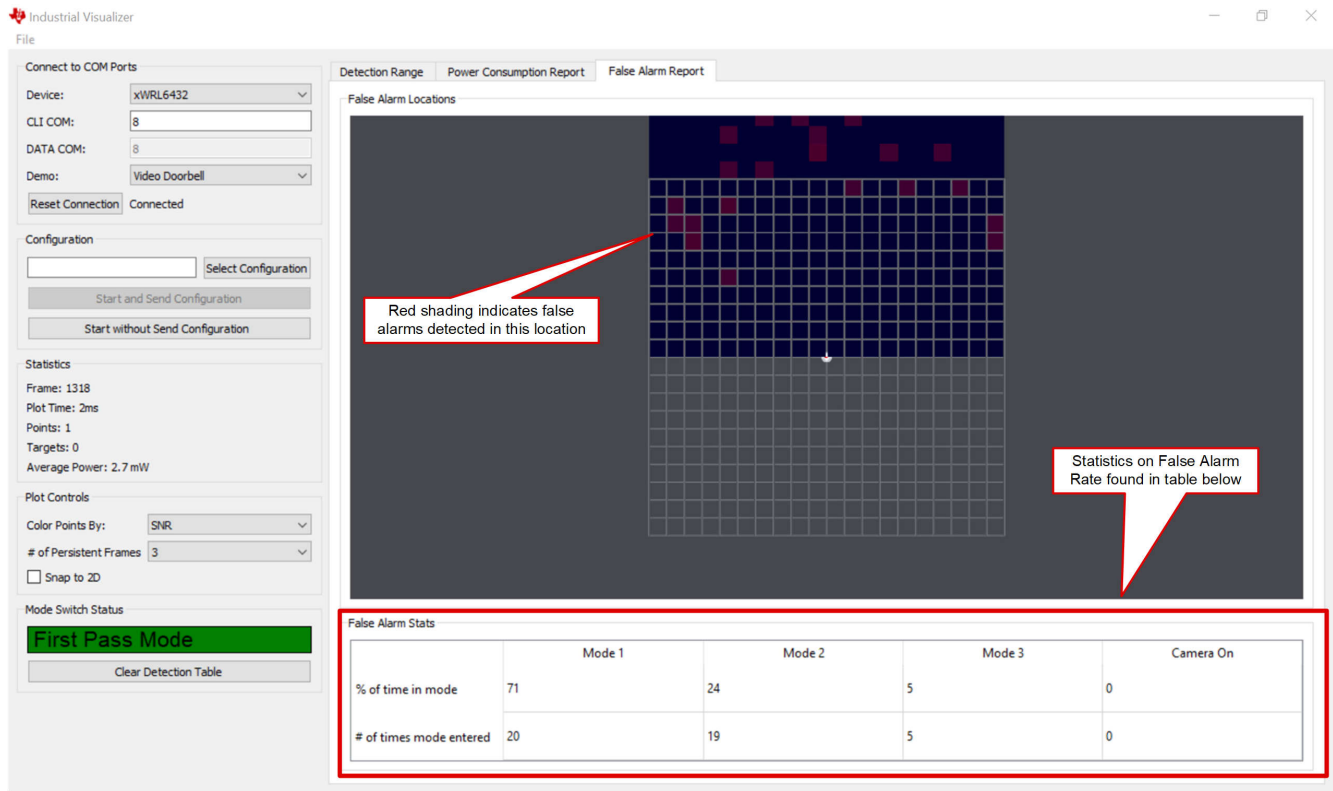 Industrial Visualizer
File
Connect to COM Ports
Device: xWRL6432
CLI COM: 8
DATA COM: 8
Demo: Video Doorbell
Reset Connection Connected
Configuration
Select Configuration
Start and Send Configuration
Start without Send Configuration
Statistics
Frame: 1318
Plot Time: 2ms
Points: 1
Targets: 0
Average Power: 2.7 mW
Plot Controls
Color Points By: SNR
# of Persistent Frames 3
Snap to 2D
Mode Switch Status
First Pass Mode
Clear Detection Table
Detection Range Power Consumption Report False Alarm Report
False Alarm Locations
Red shading indicates false
alarms detected in this location
Statistics on False Alarm
Rate found in table below
False Alarm Stats
Mode 1 Mode 2 Mode 3 Camera On
% of time in mode 71 24 5 0
# of times mode entered 20 19 5 0